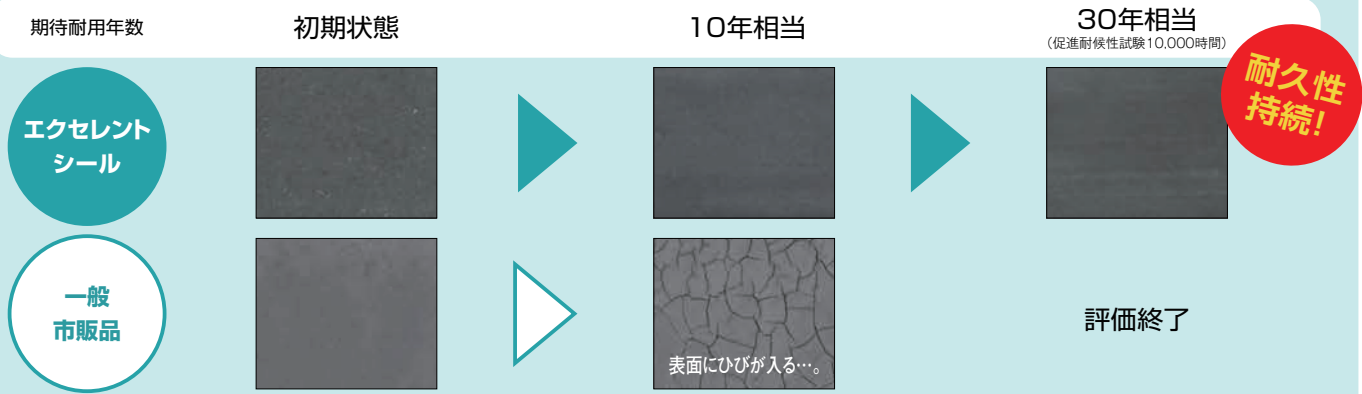 期待耐用年数
初期状態
10年相当
30年相当
（促進耐候性試験10,000時間）
耐久性
持続!
エクセレント
シール
一般
市販品
表面にひびが入る…。
評価終了